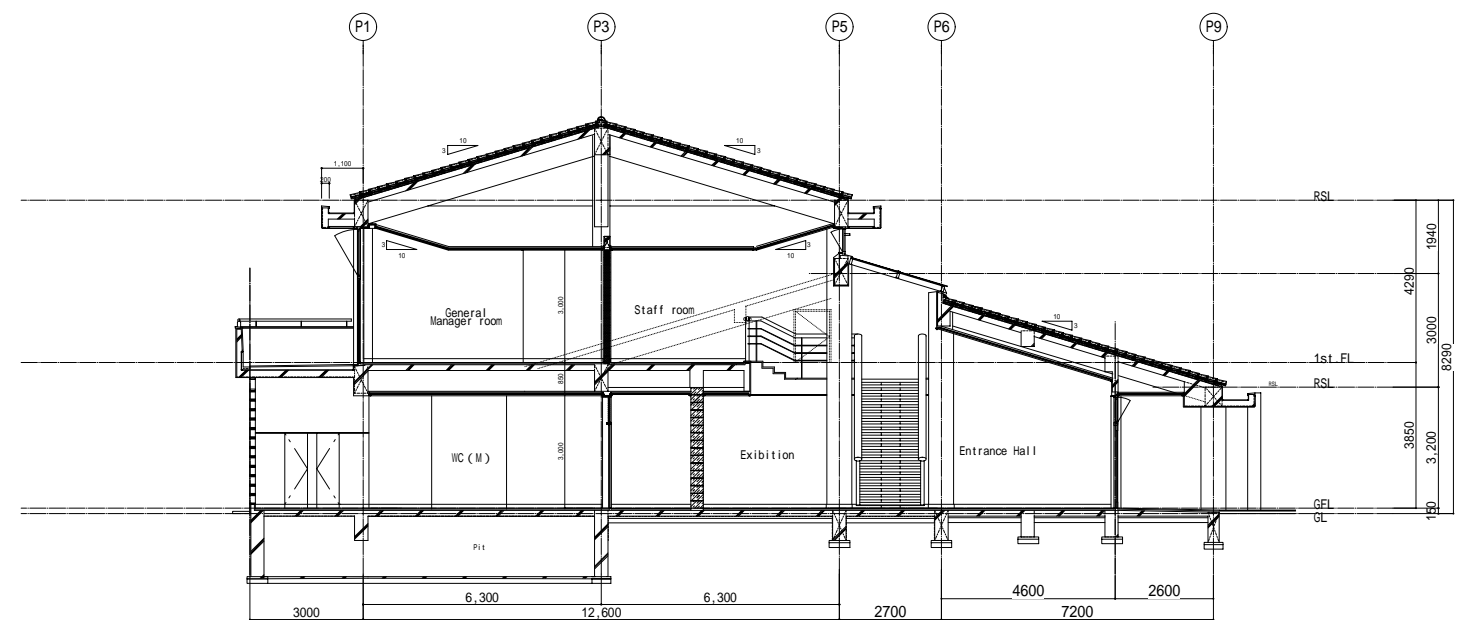 P1 P3 P5 P6 P9
10 10
3 3
1,100
200
RSL
1940
3 3
10 10
4290
General
Manager room
3,000
Staff room
10
3
3000
8290
1st.FL
850
RSL
RSL
3850
3,200
WC(M)
3,000
Exibition
Entrance Hall
GFL
150
GL
Pit
6,300 6,300
4600 2600
3000 12,600 2700 7200